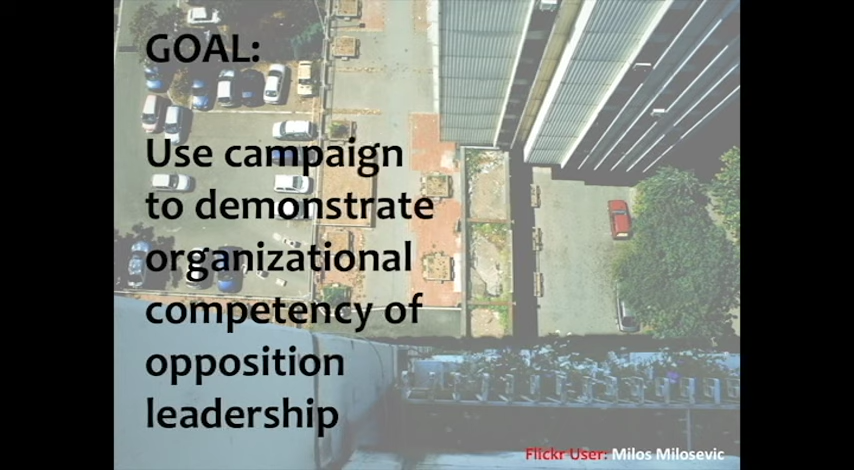 GOAL:
Use campaign
to demonstrate
organizational
competency of
opposition
leadership
Flickr User: Milos Milosevic